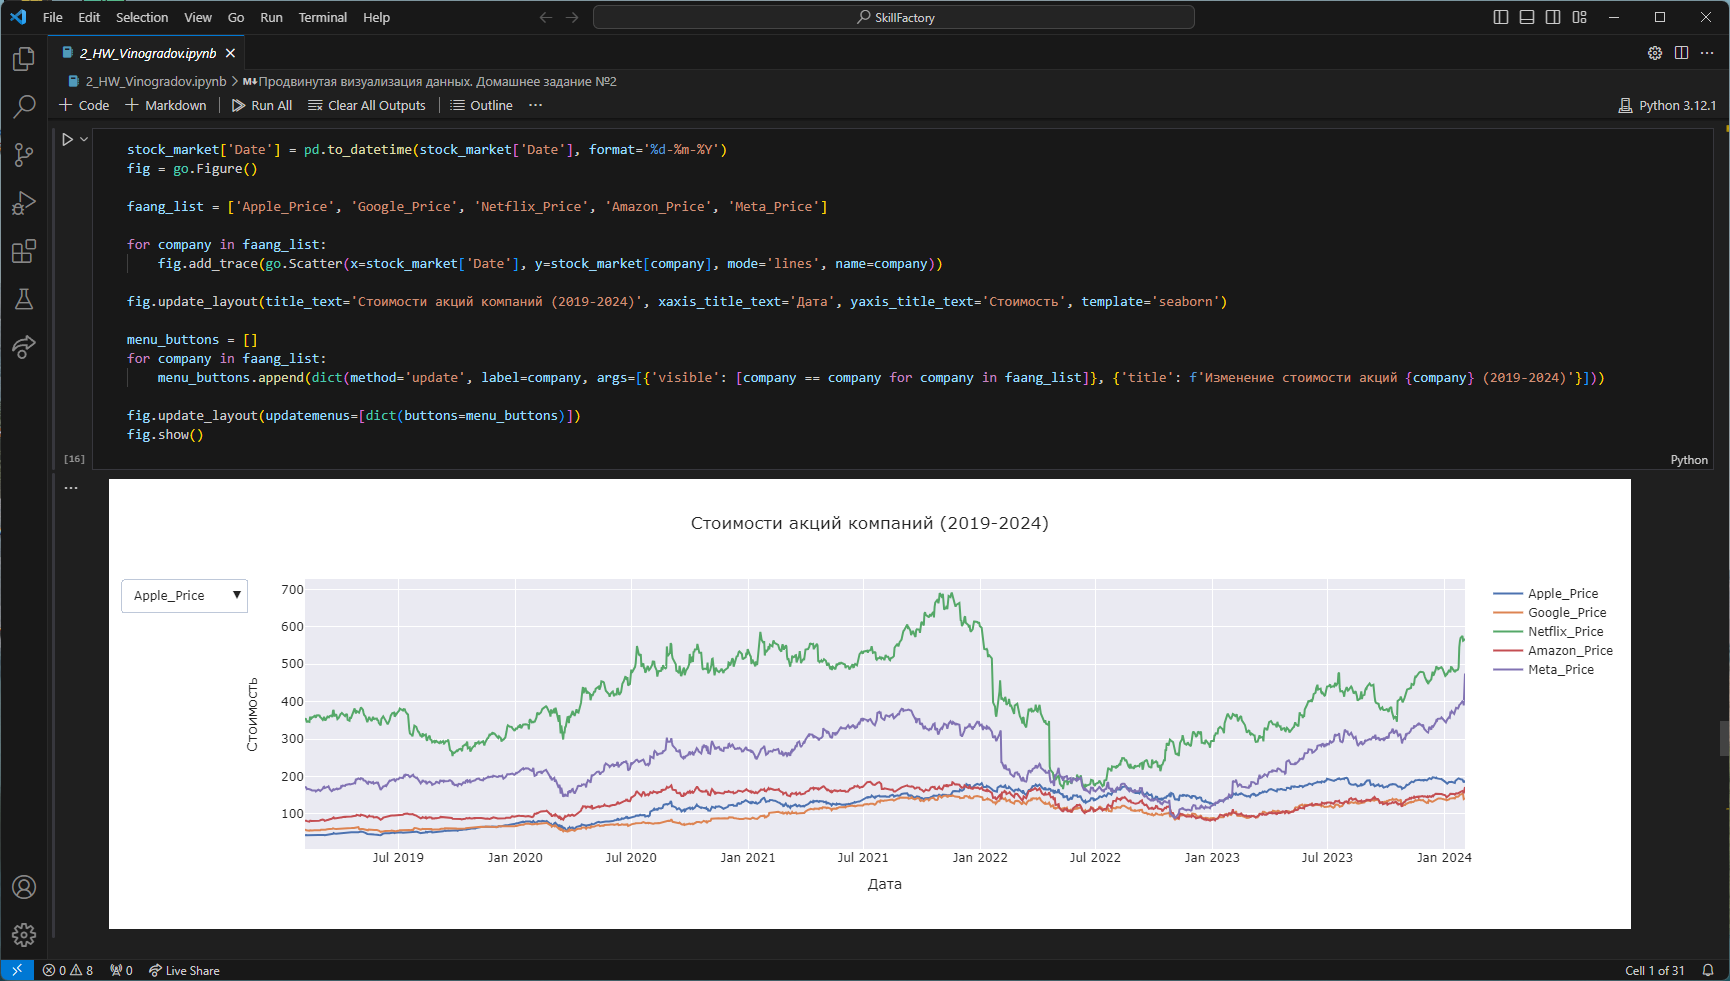 File Edit Selection View Go Run Terminal Help
SkillFactory
2_HW_Vinogradov.ipynb
2_HW_Vinogradov.ipynb > M↓Продвинутая визуализация данных. Домашнее задание №2
+ Code + Markdown | Run All Clear All Outputs | Outline ...
Python 3.12.1
stock_market['Date'] = pd.to_datetime(stock_market['Date'], format='%d-%m-%Y')
fig = go.Figure()
faang_list = ['Apple_Price', 'Google_Price', 'Netflix_Price', 'Amazon_Price', 'Meta_Price']
for company in faang_list:
    fig.add_trace(go.Scatter(x=stock_market['Date'], y=stock_market[company], mode='lines', name=company))
fig.update_layout(title_text='Стоимости акций компаний (2019-2024)', xaxis_title_text='Дата', yaxis_title_text='Стоимость', template='seaborn')
menu_buttons = []
for company in faang_list:
    menu_buttons.append(dict(method='update', label=company, args=[{'visible': [company == company for company in faang_list]}, {'title': f'Изменение стоимости акций {company} (2019-2024)'}]))
fig.update_layout(updatemenus=[dict(buttons=menu_buttons)])
fig.show()
[16]
Python
...
Стоимости акций компаний (2019-2024)
Apple_Price
700
600
500
400
300
200
100
Стоимость
Jul 2019 Jan 2020 Jul 2020 Jan 2021 Jul 2021 Jan 2022 Jul 2022 Jan 2023 Jul 2023 Jan 2024
Дата
Apple_Price
Google_Price
Netflix_Price
Amazon_Price
Meta_Price
0 8 0 Live Share
Cell 1 of 31